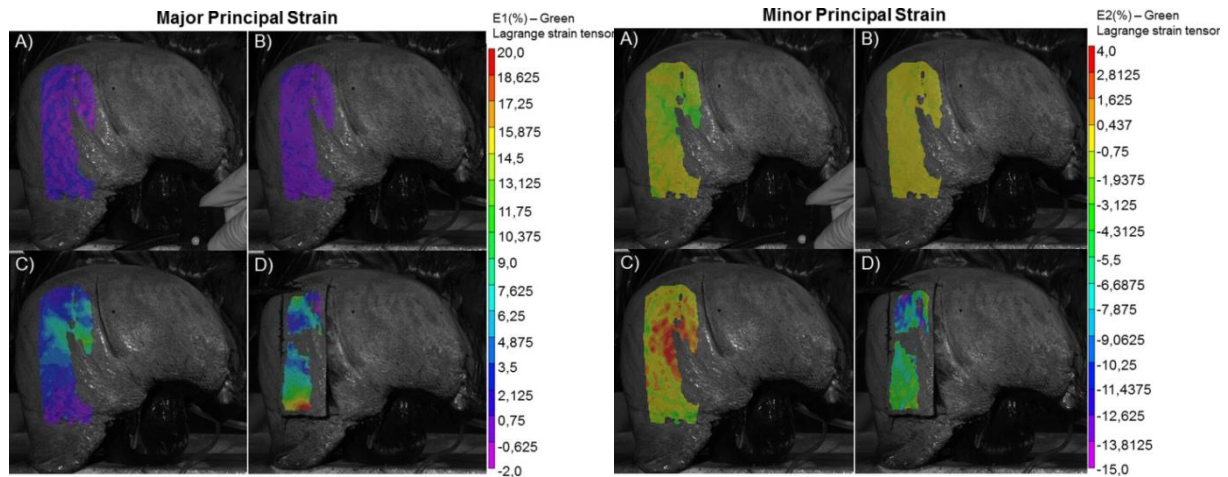 Major Principal Strain
E1(%) – Green
Lagrange strain tensor
A)
B)
C)
D)
20,0
18,625
17,25
15,875
14,5
13,125
11,75
10,375
9,0
7,625
6,25
4,875
3,5
2,125
0,75
-0,625
-2,0
Minor Principal Strain
E2(%) – Green
Lagrange strain tensor
A)
B)
C)
D)
4,0
2,8125
1,625
0,437
-0,75
-1,9375
-3,125
-4,3125
-5,5
-6,6875
-7,875
-9,0625
-10,25
-11,4375
-12,625
-13,8125
-15,0